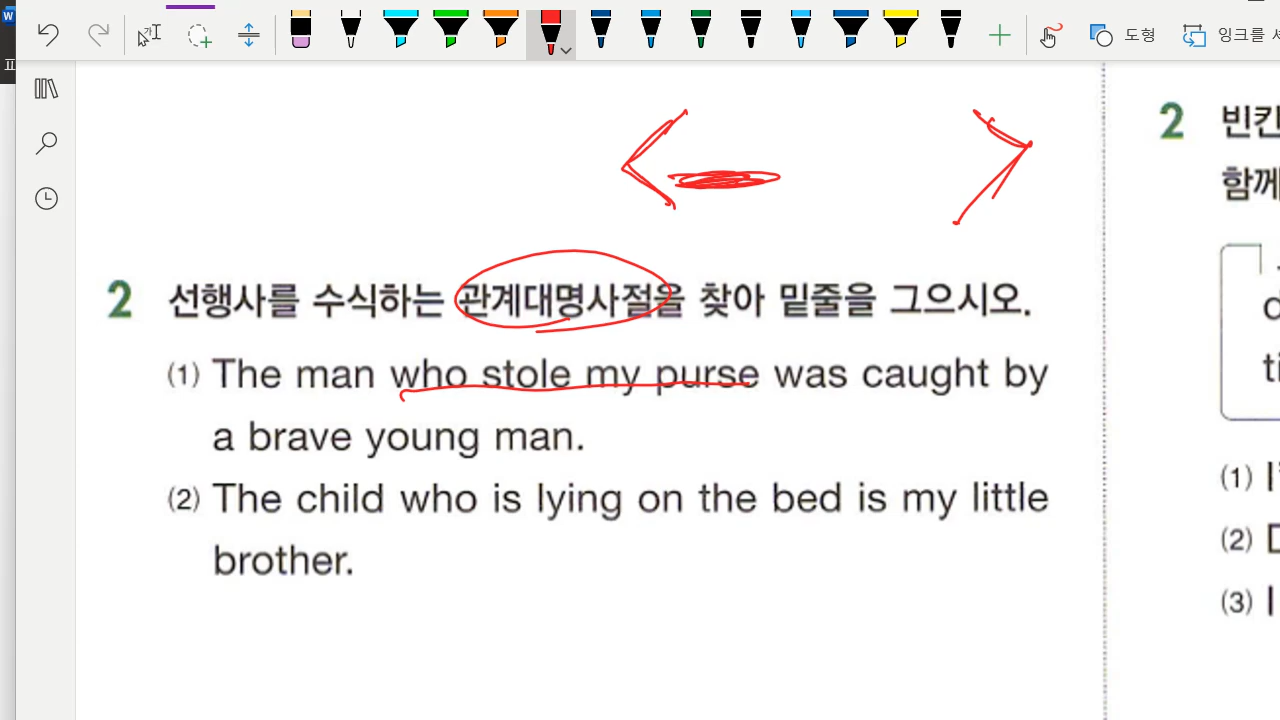 도형
잉크를
2 선행사를 수식하는 관계대명사절을 찾아 밑줄을 그으시오.
(1) The man who stole my purse was caught by
a brave young man.
(2) The child who is lying on the bed is my little
brother.
2
함께
(1)
(2)
(3)